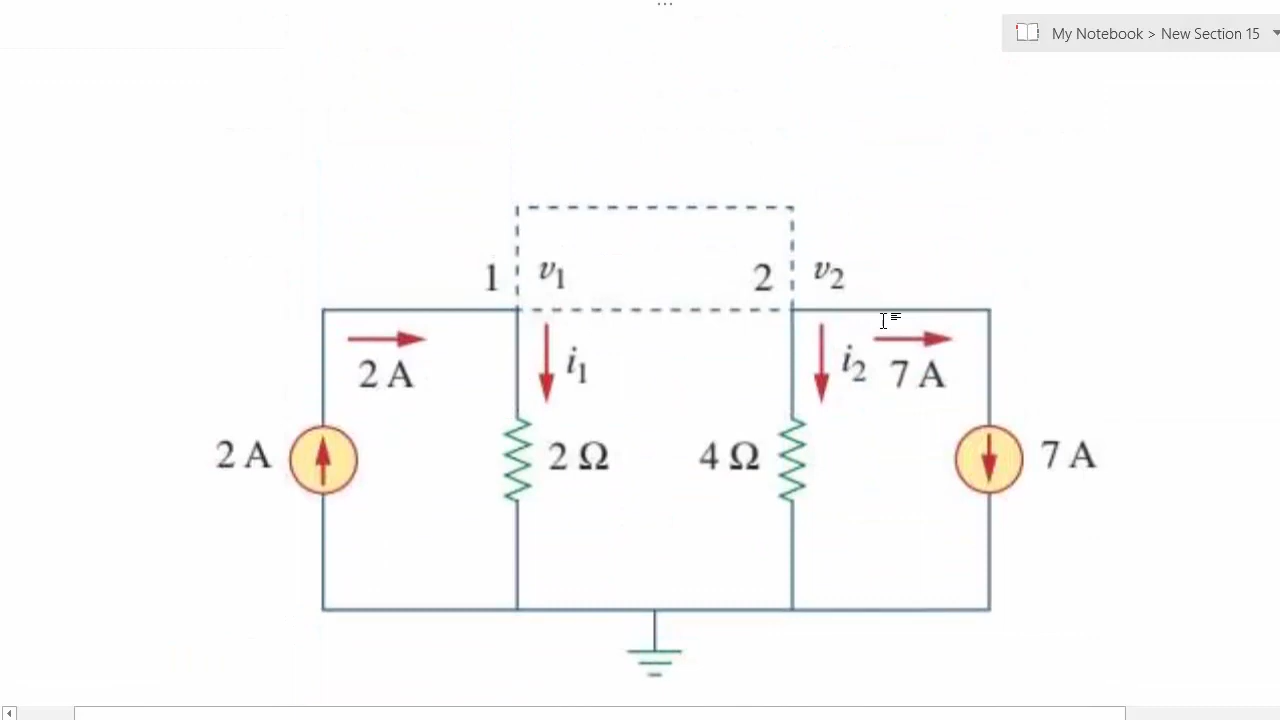 ...
My Notebook > New Section 15
1 v₁ 2 v₂
2 A i₁ i₂ 7 A
2 A 2 Ω 4 Ω 7 A